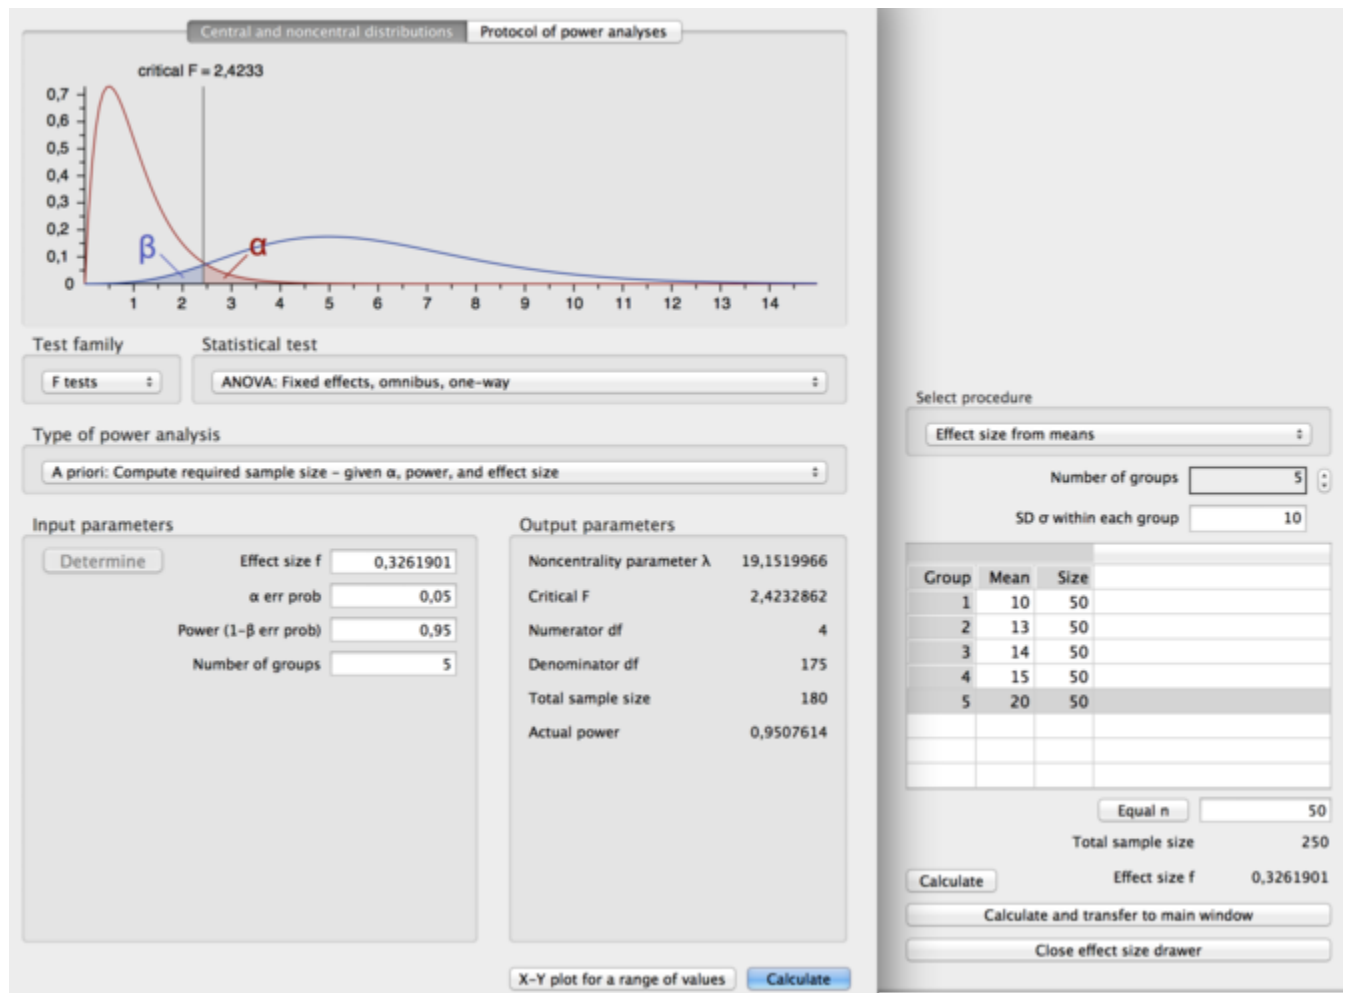 Central and noncentral distributions Protocol of power analyses
critical F = 2,4233
0,7
0,6
0,5
0,4
0,3
0,2
0,1
0
β α
1 2 3 4 5 6 7 8 9 10 11 12 13 14
Test family Statistical test
F tests ANOVA: Fixed effects, omnibus, one-way
Type of power analysis
A priori: Compute required sample size – given α, power, and effect size
Input parameters
Determine Effect size f 0,3261901
α err prob 0,05
Power (1-β err prob) 0,95
Number of groups 5
Output parameters
Noncentrality parameter λ 19,1519966
Critical F 2,4232862
Numerator df 4
Denominator df 175
Total sample size 180
Actual power 0,9507614
X-Y plot for a range of values Calculate
Select procedure
Effect size from means
Number of groups 5
SD σ within each group 10
Group Mean Size
1 10 50
2 13 50
3 14 50
4 15 50
5 20 50
Equal n 50
Total sample size 250
Calculate Effect size f 0,3261901
Calculate and transfer to main window
Close effect size drawer